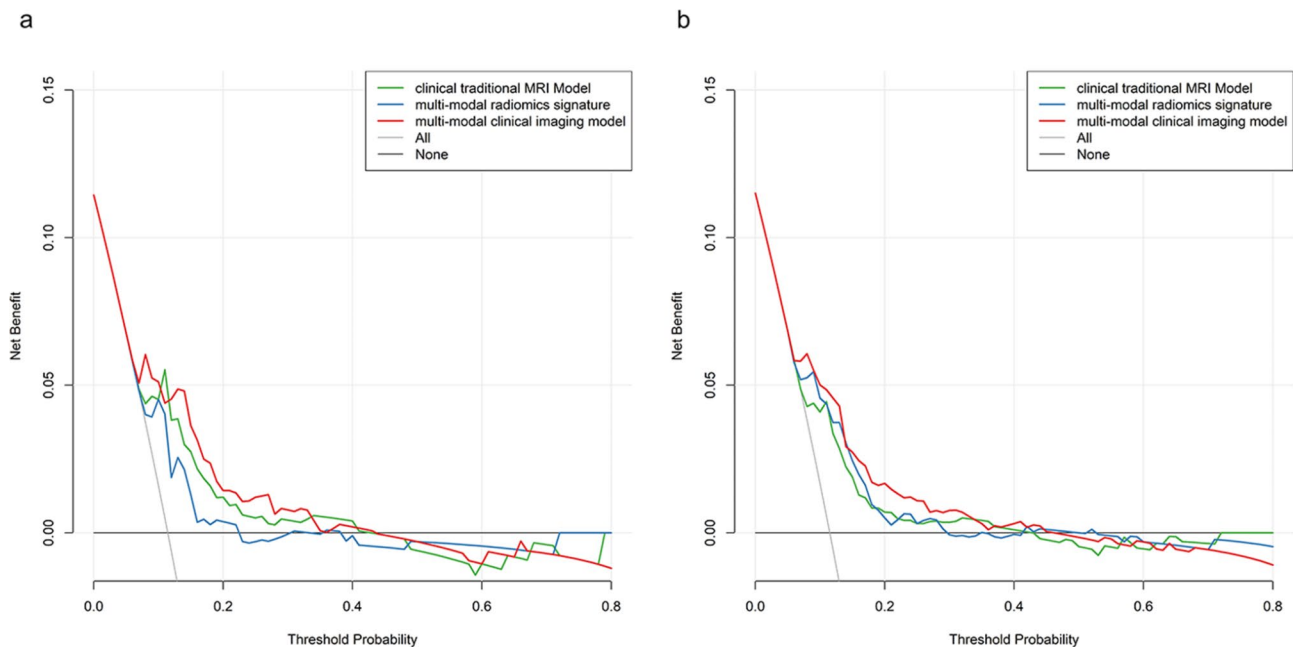 a
clinical traditional MRI Model
multi-modal radiomics signature
multi-modal clinical imaging model
All
None
0.15
0.10
0.05
0.00
Net Benefit
0.0
0.2
0.4
0.6
0.8
Threshold Probability
b
clinical traditional MRI Model
multi-modal radiomics signature
multi-modal clinical imaging model
All
None
0.15
0.10
0.05
0.00
Net Benefit
0.0
0.2
0.4
0.6
0.8
Threshold Probability